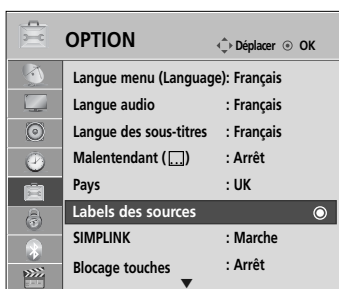 OPTION Déplacer OK
Langue menu (Language): Français
Langue audio : Français
Langue des sous-titres : Français
Malentendant ( ) : Arrêt
Pays : UK
Labels des sources
SIMPLINK : Marche
Blocage touches : Arrêt